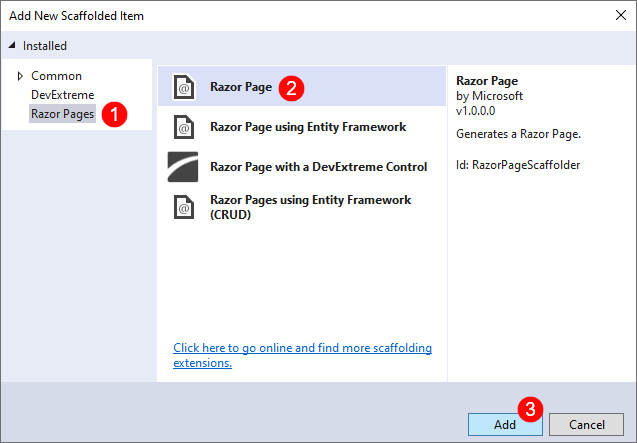 Add New Scaffolded Item
Installed
Common
DevExtreme
Razor Pages 1
Razor Page 2
Razor Page using Entity Framework
Razor Page with a DevExtreme Control
Razor Pages using Entity Framework
(CRUD)
Click here to go online and find more scaffolding
extensions.
Razor Page
by Microsoft
v1.0.0.0
Generates a Razor Page.
Id: RazorPageScaffolder
3
Add
Cancel